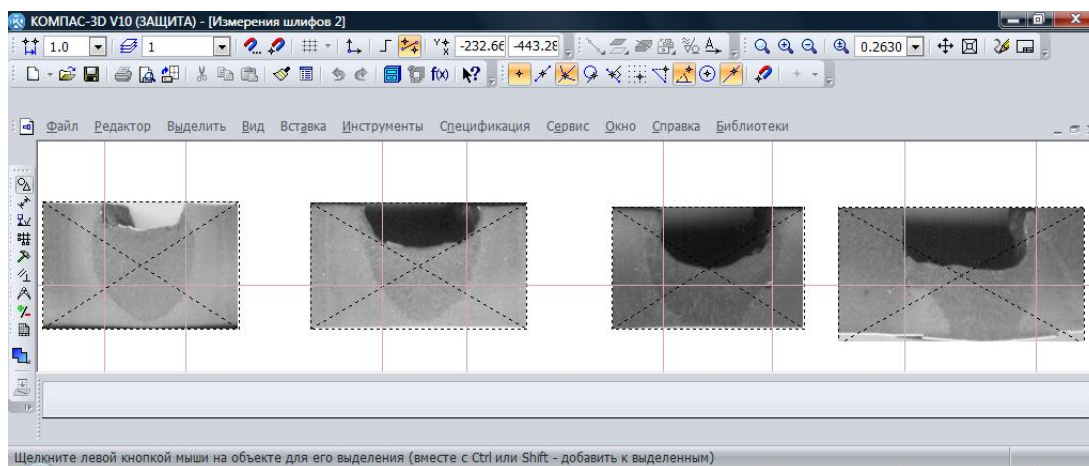 КОМПАС-3D V10 (ЗАЩИТА) - [Измерения шлифов 2]
1.0 1 -232.66 -443.28 0.2630
f(x)
Файл Редактор Выделить Вид Вставка Инструменты Спецификация Сервис Окно Справка Библиотеки
Щелкните левой кнопкой мыши на объекте для его выделения (вместе с Ctrl или Shift - добавить к выделенным)